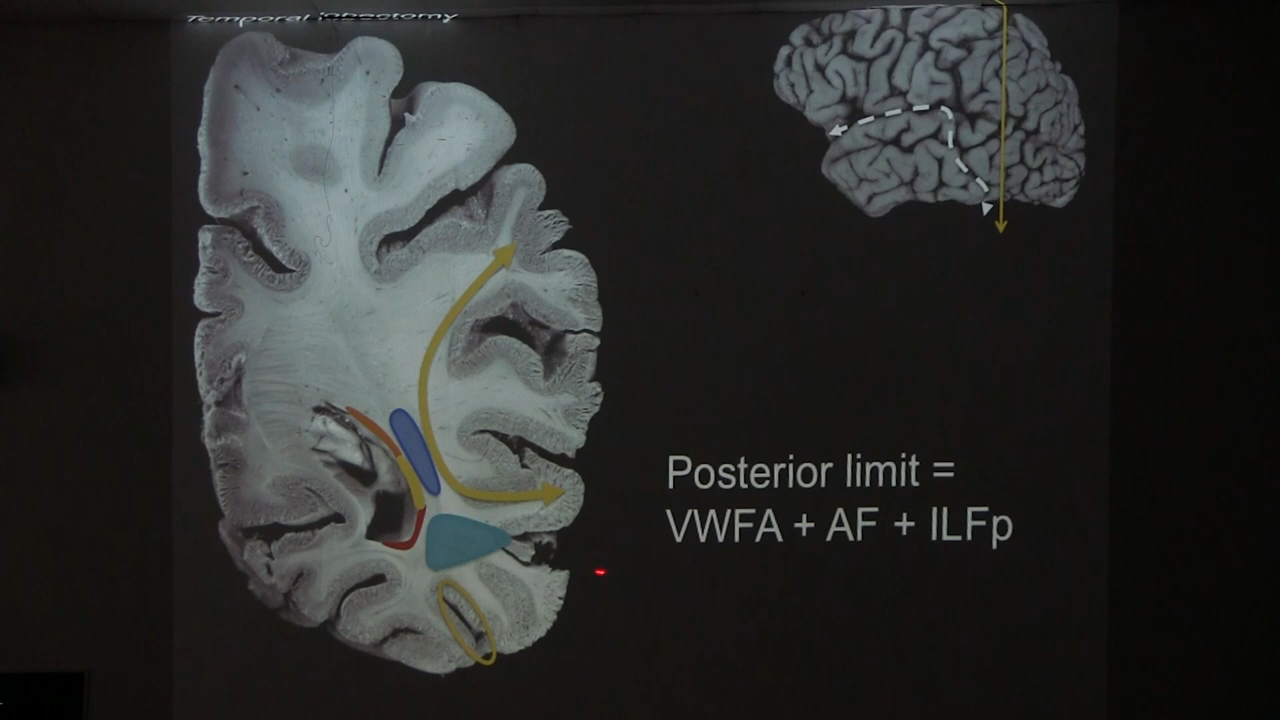 Temporal lobectomy
Posterior limit =
VWFA + AF + ILFp